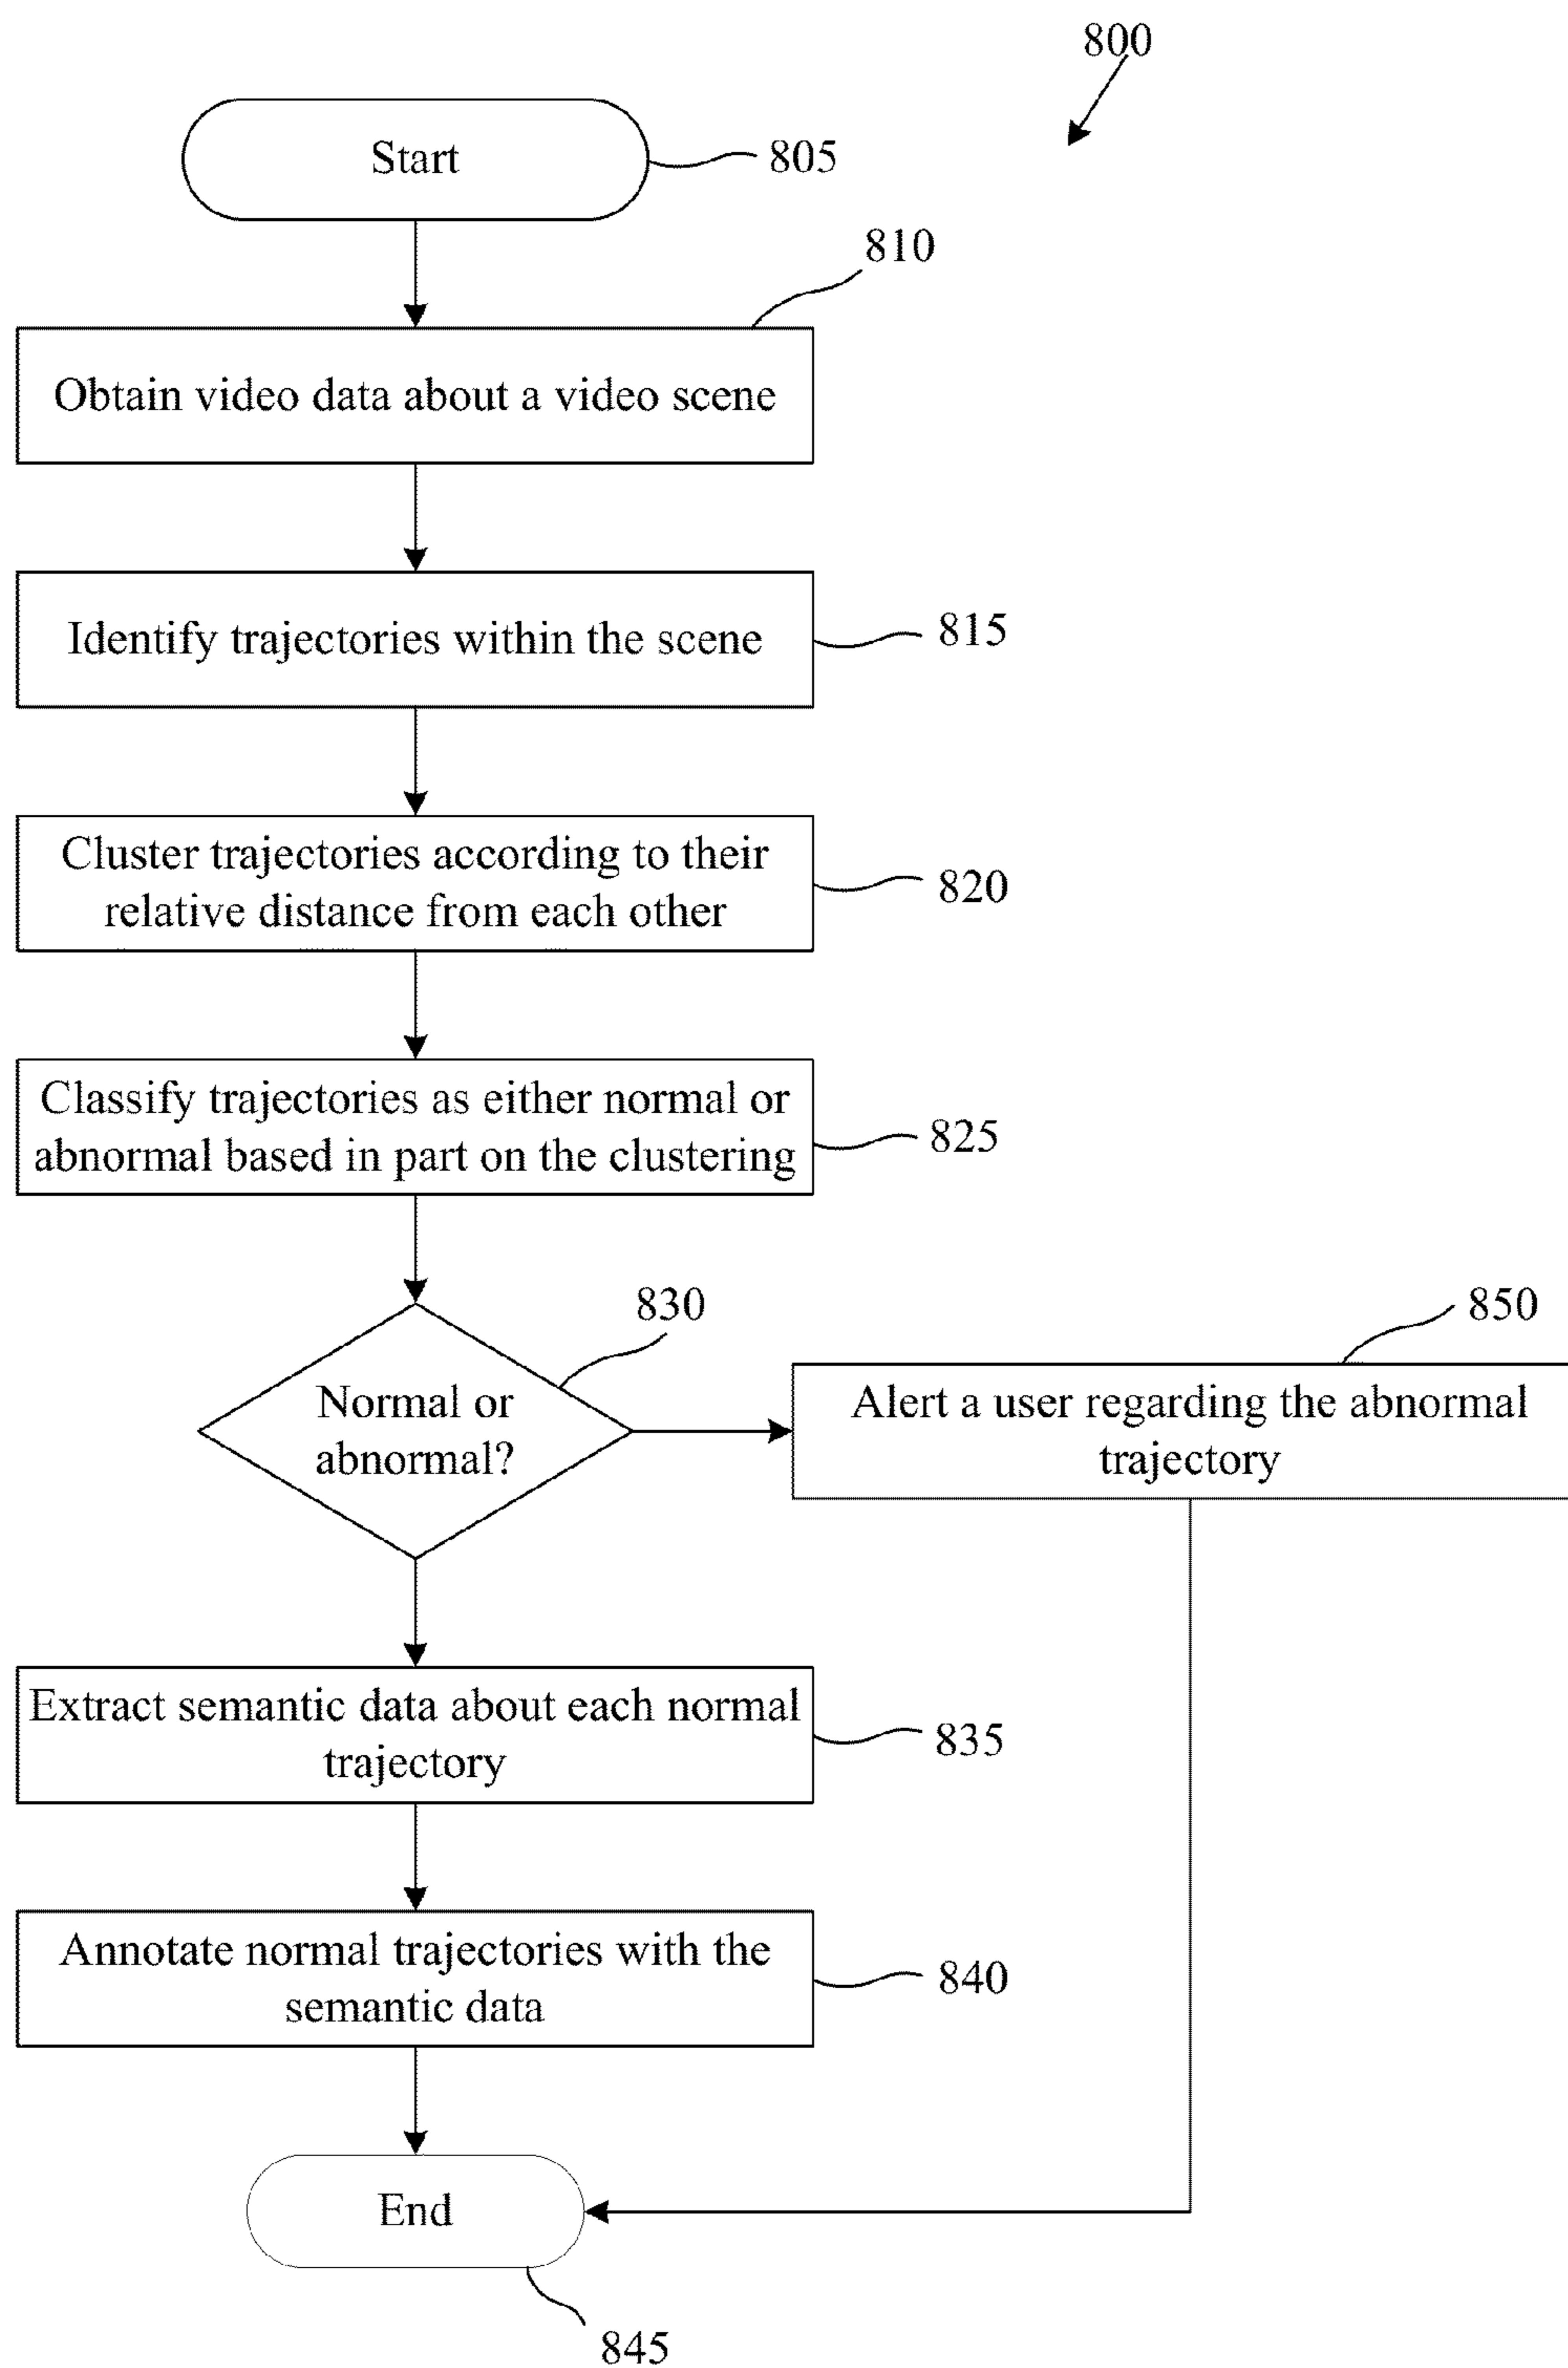 800
Start
805
810
Obtain video data about a video scene
Identify trajectories within the scene
815
Cluster trajectories according to their
relative distance from each other
820
Classify trajectories as either normal or
abnormal based in part on the clustering
825
830
Normal or
abnormal?
850
Alert a user regarding the abnormal
trajectory
Extract semantic data about each normal
trajectory
835
Annotate normal trajectories with the
semantic data
840
End
845